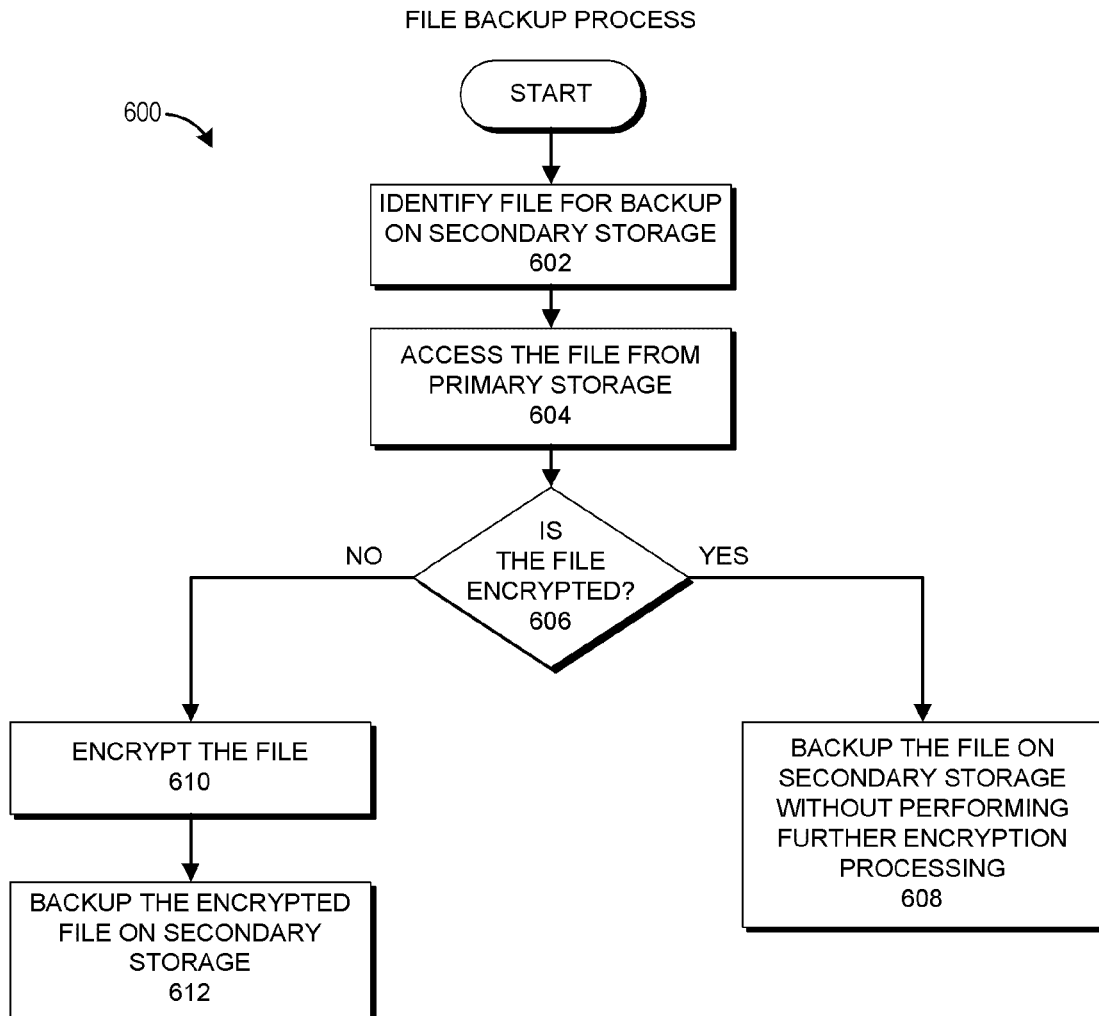 FILE BACKUP PROCESS
START
600
IDENTIFY FILE FOR BACKUP
ON SECONDARY STORAGE
602
ACCESS THE FILE FROM
PRIMARY STORAGE
604
IS
THE FILE
ENCRYPTED?
606
NO
YES
ENCRYPT THE FILE
610
BACKUP THE ENCRYPTED
FILE ON SECONDARY
STORAGE
612
BACKUP THE FILE ON
SECONDARY STORAGE
WITHOUT PERFORMING
FURTHER ENCRYPTION
PROCESSING
608